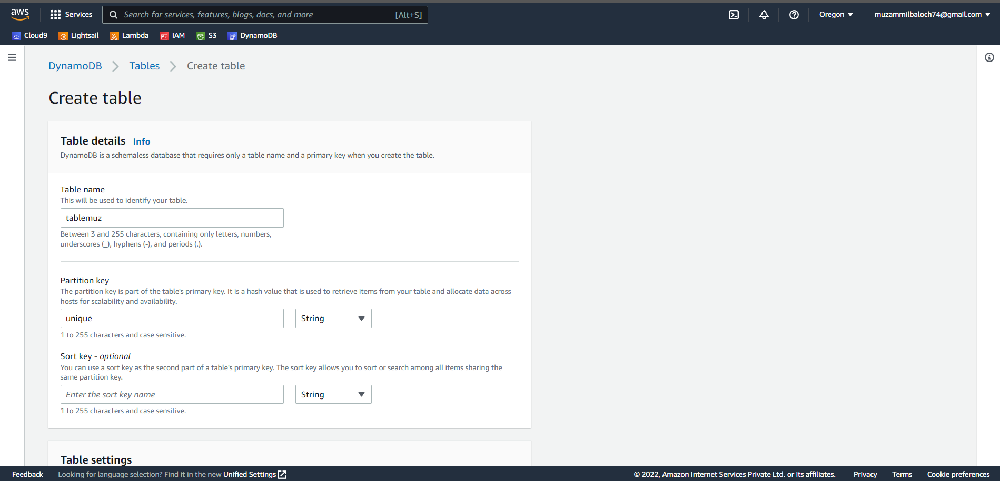 aws
Services
Search for services, features, blogs, docs, and more [Alt+S]
Oregon
muzammilbaloch74@gmail.com
Cloud9 Lightsail Lambda IAM S3 DynamoDB
DynamoDB Tables Create table
Create table
Table details Info
DynamoDB is a schemaless database that requires only a table name and a primary key when you create the table.
Table name
This will be used to identify your table.
tablemuz
Between 3 and 255 characters, containing only letters, numbers,
underscores (_), hyphens (-), and periods (.).
Partition key
The partition key is part of the table's primary key. It is a hash value that is used to retrieve items from your table and allocate data across
hosts for scalability and availability.
unique String
1 to 255 characters and case sensitive.
Sort key - optional
You can use a sort key as the second part of a table's primary key. The sort key allows you to sort or search among all items sharing the
same partition key.
Enter the sort key name String
1 to 255 characters and case sensitive.
Table settings
Feedback Looking for language selection? Find it in the new Unified Settings © 2022, Amazon Internet Services Private Ltd. or its affiliates. Privacy Terms Cookie preferences